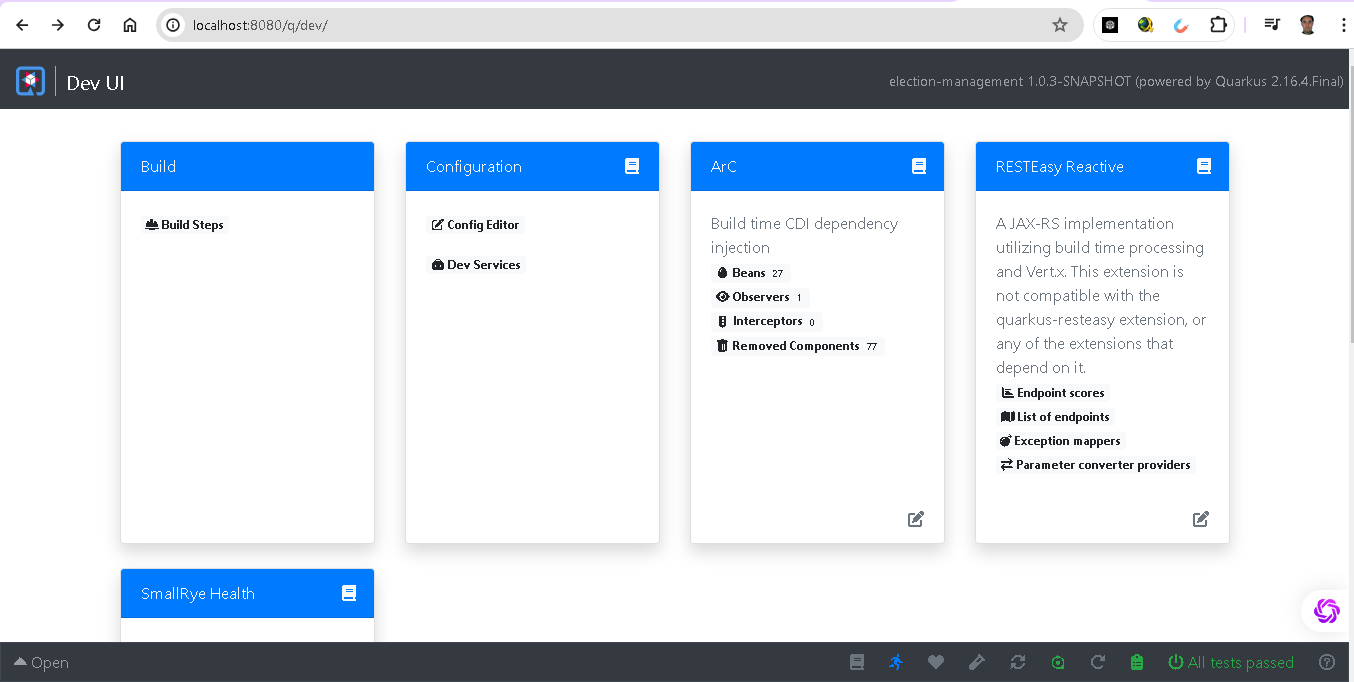 localhost:8080/q/dev/
Dev UI
election-management 1.0.3-SNAPSHOT (powered by Quarkus 2.16.4.Final)
Build
Build Steps
Configuration
Config Editor
Dev Services
ArC
Build time CDI dependency
injection
Beans 27
Observers 1
Interceptors 0
Removed Components 77
RESTEasy Reactive
A JAX-RS implementation
utilizing build time processing
and Vert.x. This extension is
not compatible with the
quarkus-resteasy extension, or
any of the extensions that
depend on it.
Endpoint scores
List of endpoints
Exception mappers
Parameter converter providers
SmallRye Health
Open
All tests passed